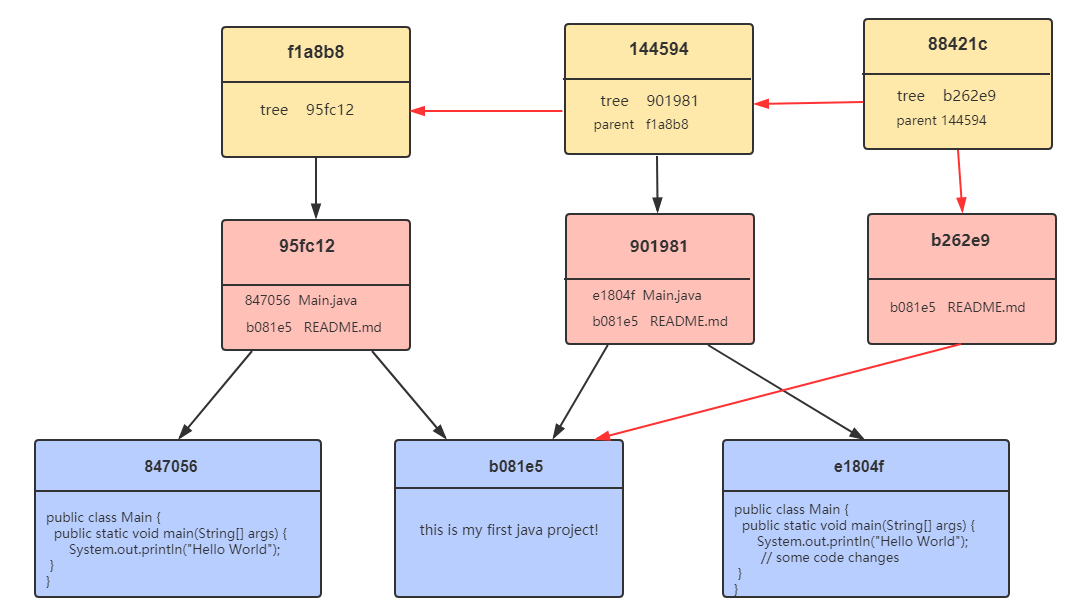 f1a8b8
tree 95fc12
144594
tree 901981
parent f1a8b8
88421c
tree b262e9
parent 144594
95fc12
847056 Main.java
b081e5 README.md
901981
e1804f Main.java
b081e5 README.md
b262e9
b081e5 README.md
847056
public class Main {
public static void main(String[] args) {
System.out.println("Hello World");
}
}
b081e5
this is my first java project!
e1804f
public class Main {
public static void main(String[] args) {
System.out.println("Hello World");
// some code changes
}
}